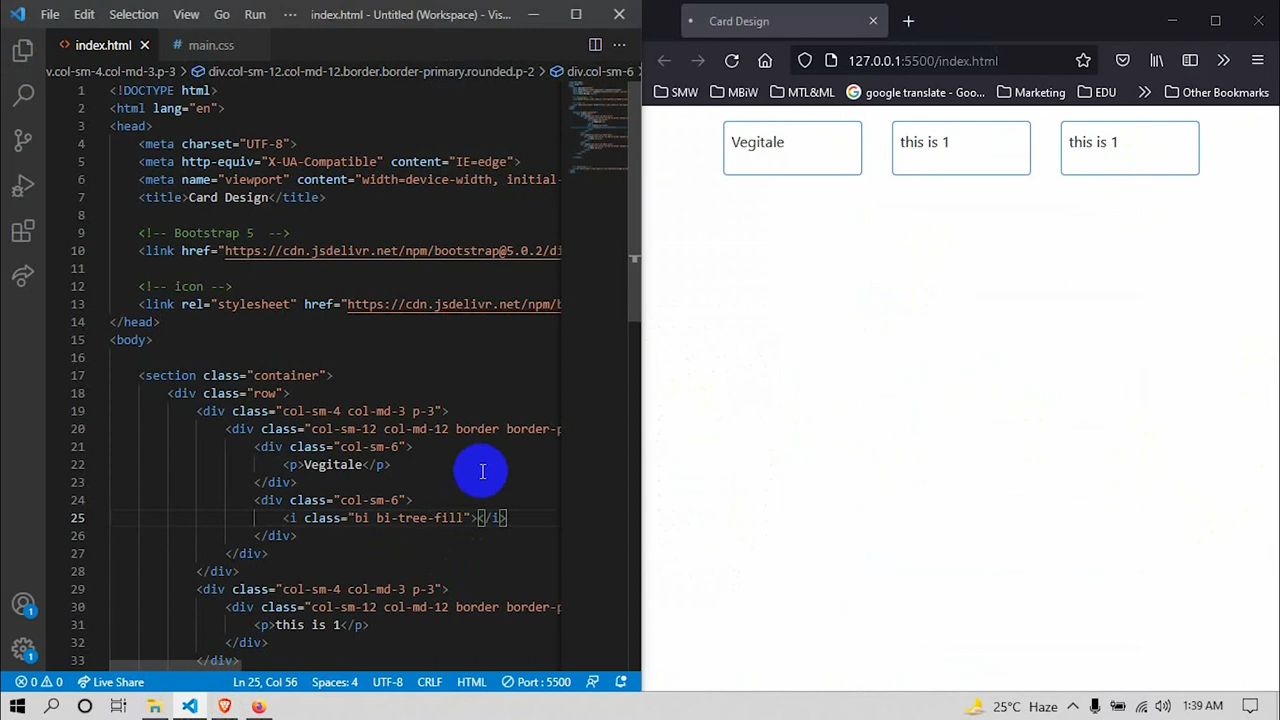 File Edit Selection View Go Run ··· index.html - Untitled (Workspace) - Vis...
index.html
# main.css
v.col-sm-4.col-md-3.p-3 > div.col-sm-12.col-md-12.border.border-primary.rounded.p-2 > div.col-sm-6
1 <!DOCTYPE html>
2 <html lang="en">
3 <head>
4 <meta charset="UTF-8">
5 <meta http-equiv="X-UA-Compatible" content="IE=edge">
6 <meta name="viewport" content="width=device-width, initial-
7 <title>Card Design</title>
8
9 <!-- Bootstrap 5  -->
10 <link href="https://cdn.jsdelivr.net/npm/bootstrap@5.0.2/di
11
12 <!-- icon -->
13 <link rel="stylesheet" href="https://cdn.jsdelivr.net/npm/b
14 </head>
15 <body>
16
17 <section class="container">
18 <div class="row">
19 <div class="col-sm-4 col-md-3 p-3">
20 <div class="col-sm-12 col-md-12 border border-p
21 <div class="col-sm-6">
22 <p>Vegitale</p>
23 </div>
24 <div class="col-sm-6">
25 <i class="bi bi-tree-fill"></i>
26 </div>
27 </div>
28 </div>
29 <div class="col-sm-4 col-md-3 p-3">
30 <div class="col-sm-12 col-md-12 border border-p
31 <p>this is 1</p>
32 </div>
33 </div>
1
1
0 0 Live Share Ln 25, Col 56 Spaces: 4 UTF-8 CRLF HTML Port : 5500
Card Design
127.0.0.1:5500/index.html
SMW MBiW MTL&ML google translate - Goo... Marketing EDU Other Bookmarks
Vegitale
this is 1
this is 1
25°C Haze 1:39 AM